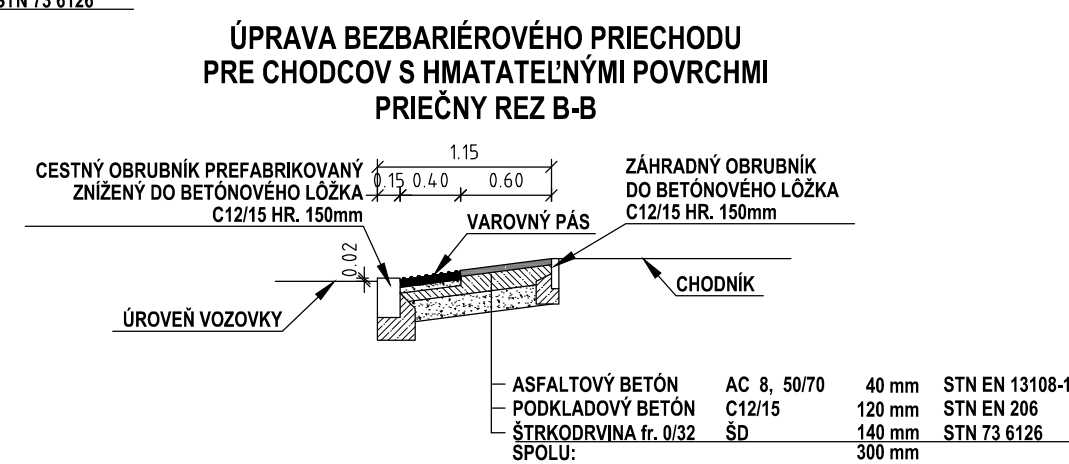 STN 73 6126
ÚPRAVA BEZBARIÉROVÉHO PRIECHODU
PRE CHODCOV S HMATATEĽNÝMI POVRCHMI
PRIEČNY REZ B-B
CESTNÝ OBRUBNÍK PREFABRIKOVANÝ
ZNÍŽENÝ DO BETÓNOVÉHO LÔŽKA
C12/15 HR. 150mm
1.15
0.15 0.40 0.60
ZÁHRADNÝ OBRUBNÍK
DO BETÓNOVÉHO LÔŽKA
C12/15 HR. 150mm
VAROVNÝ PÁS
0.02
CHODNÍK
ÚROVEŇ VOZOVKY
ASFALTOVÝ BETÓN AC 8, 50/70 40 mm STN EN 13108-1
PODKLADOVÝ BETÓN C12/15 120 mm STN EN 206
ŠTRKODRVINA fr. 0/32 ŠD 140 mm STN 73 6126
SPOLU: 300 mm